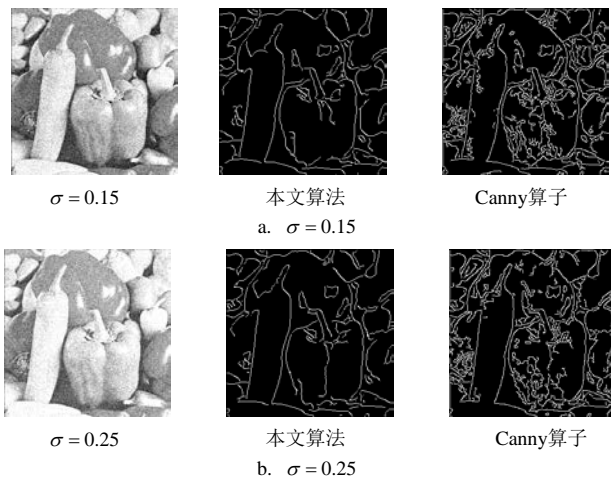 σ = 0.15 本文算法 Canny算子
a. σ = 0.15
σ = 0.25 本文算法 Canny算子
b. σ = 0.25